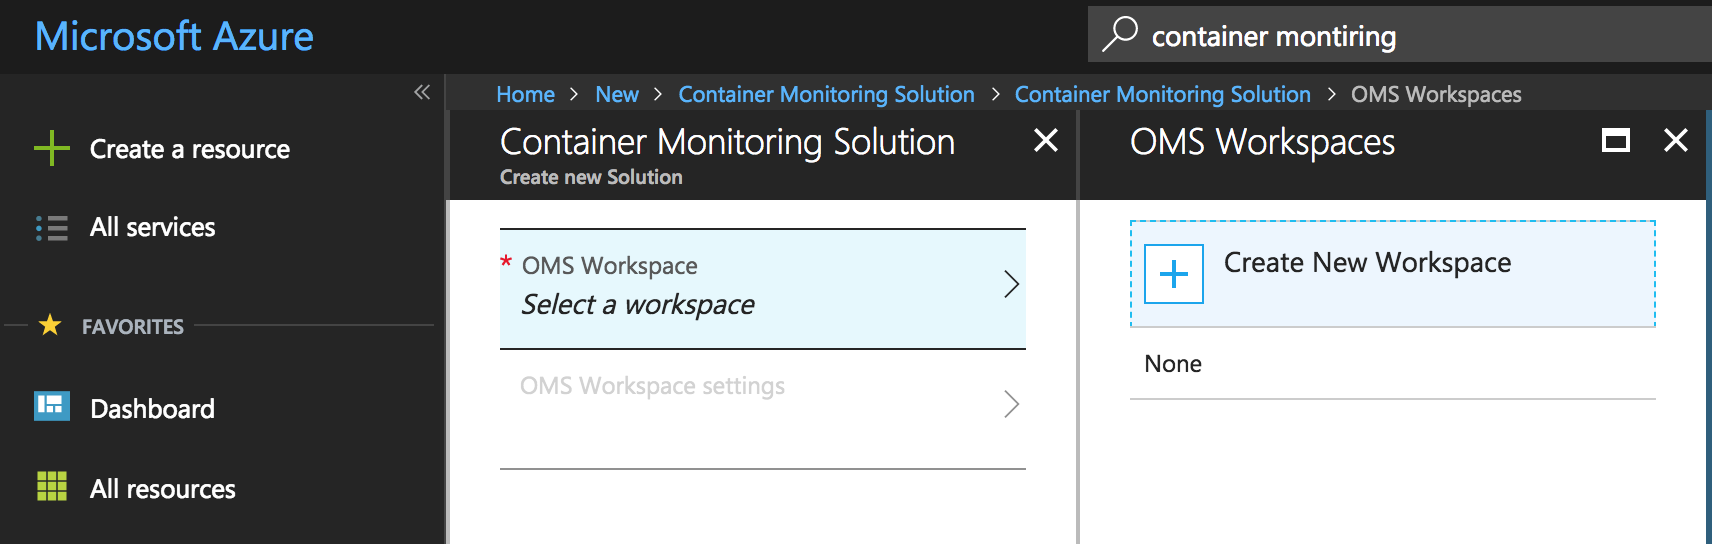 Microsoft Azure
container montiring
Home > New > Container Monitoring Solution > Container Monitoring Solution > OMS Workspaces
Create a resource
All services
FAVORITES
Dashboard
All resources
Container Monitoring Solution
Create new Solution
* OMS Workspace
Select a workspace
OMS Workspace settings
OMS Workspaces
Create New Workspace
None